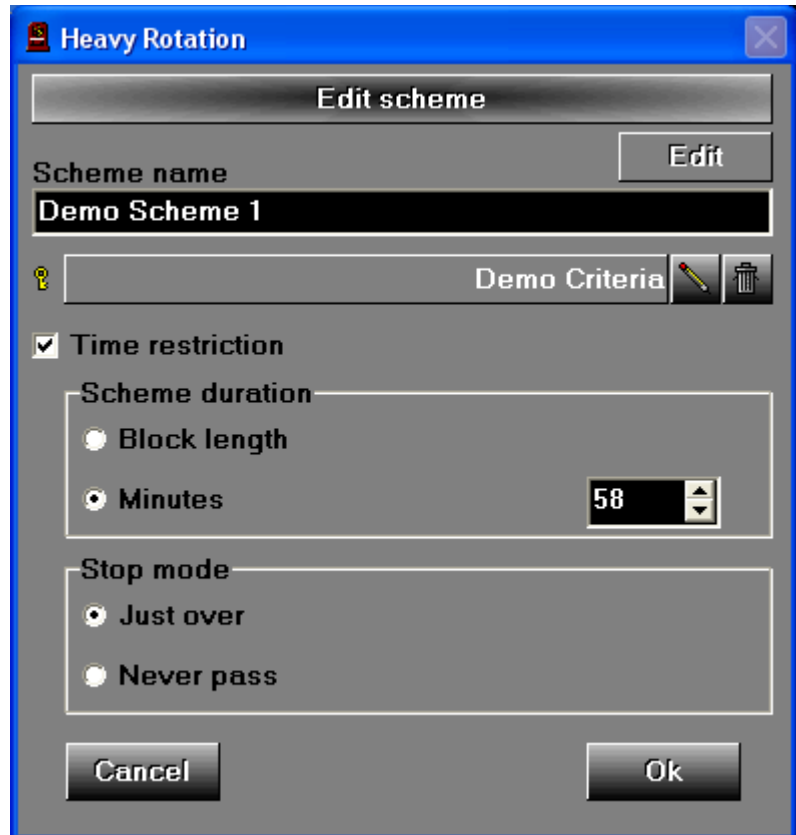 Heavy Rotation
Edit scheme
Edit
Scheme name
Demo Scheme 1
Demo Criteria
Time restriction
Scheme duration
Block length
Minutes 58
Stop mode
Just over
Never pass
Cancel Ok